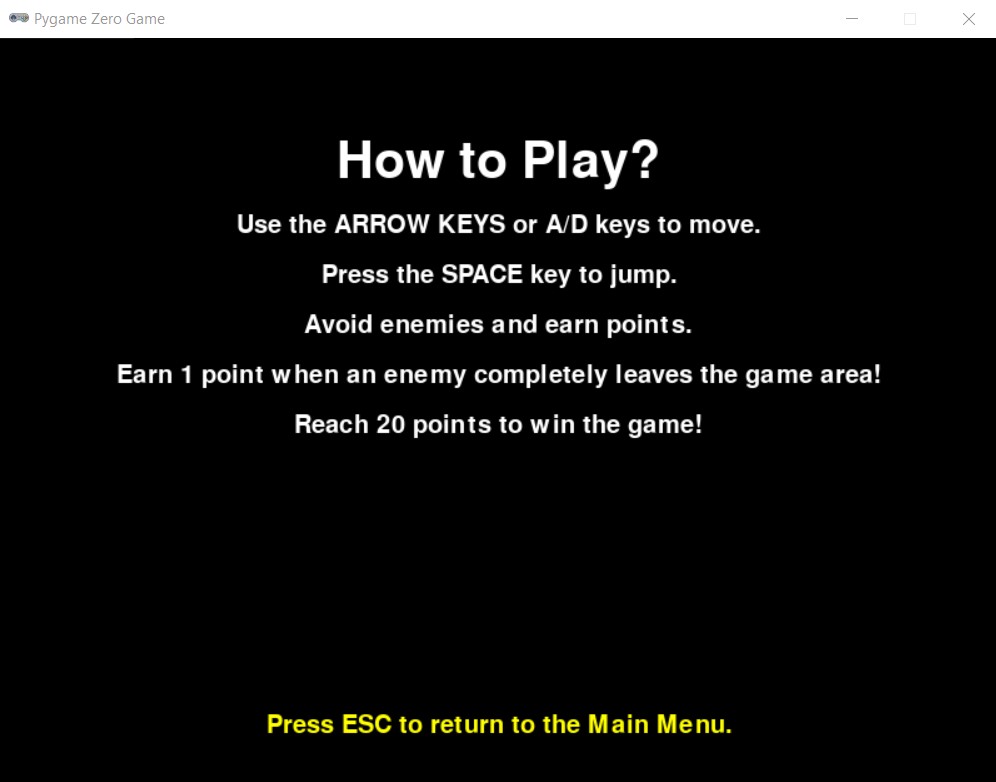 Pygame Zero Game
How to Play?
Use the ARROW KEYS or A/D keys to move.
Press the SPACE key to jump.
Avoid enemies and earn points.
Earn 1 point when an enemy completely leaves the game area!
Reach 20 points to win the game!
Press ESC to return to the Main Menu.